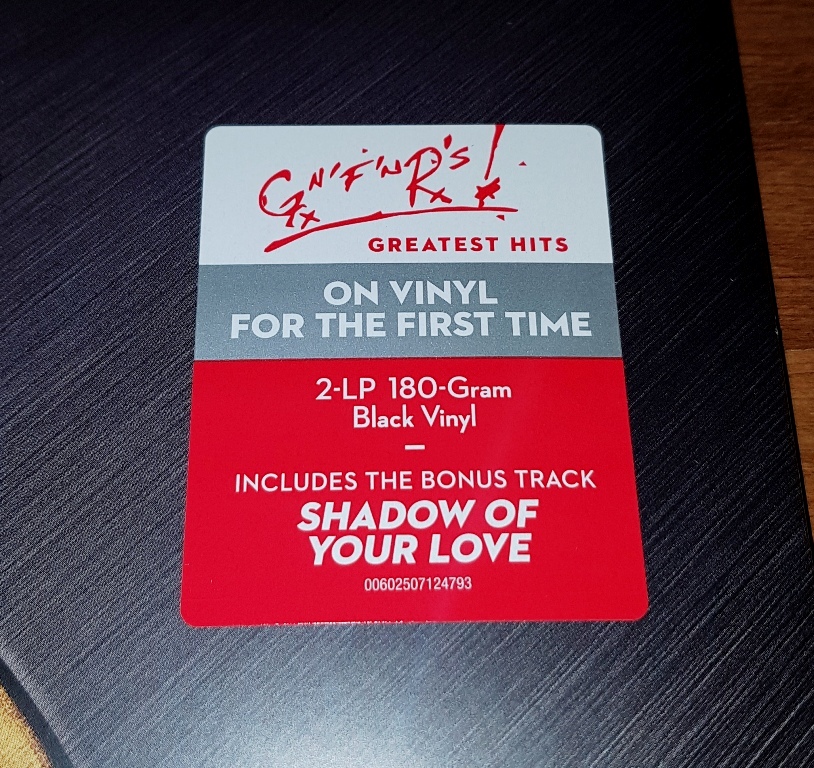 G N' F' N R's!
GREATEST HITS
ON VINYL
FOR THE FIRST TIME
2-LP 180-Gram
Black Vinyl
–
INCLUDES THE BONUS TRACK
SHADOW OF
YOUR LOVE
00602507124793